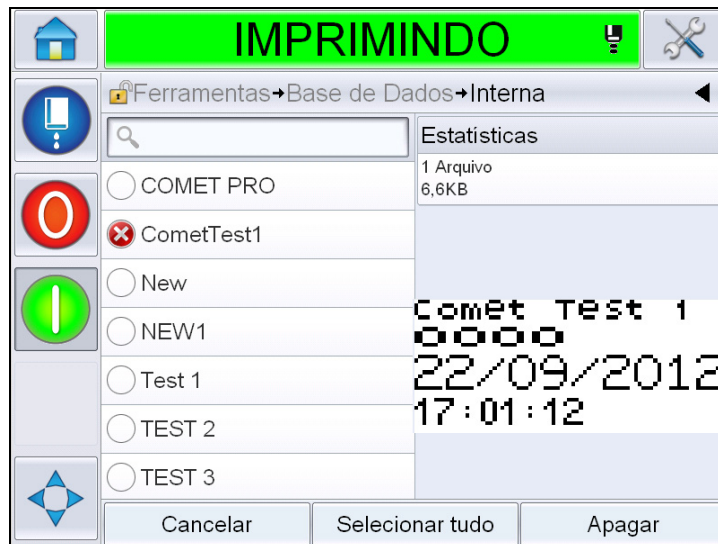 IMPRIMINDO
Ferramentas→Base de Dados→Interna
Estatisticas
1 Arquivo
6,6KB
COMET PRO
CometTest1
New
NEW1
Test 1
TEST 2
TEST 3
Comet Test 1
0000
22/09/2012
17:01:12
Cancelar
Selecionar tudo
Apagar